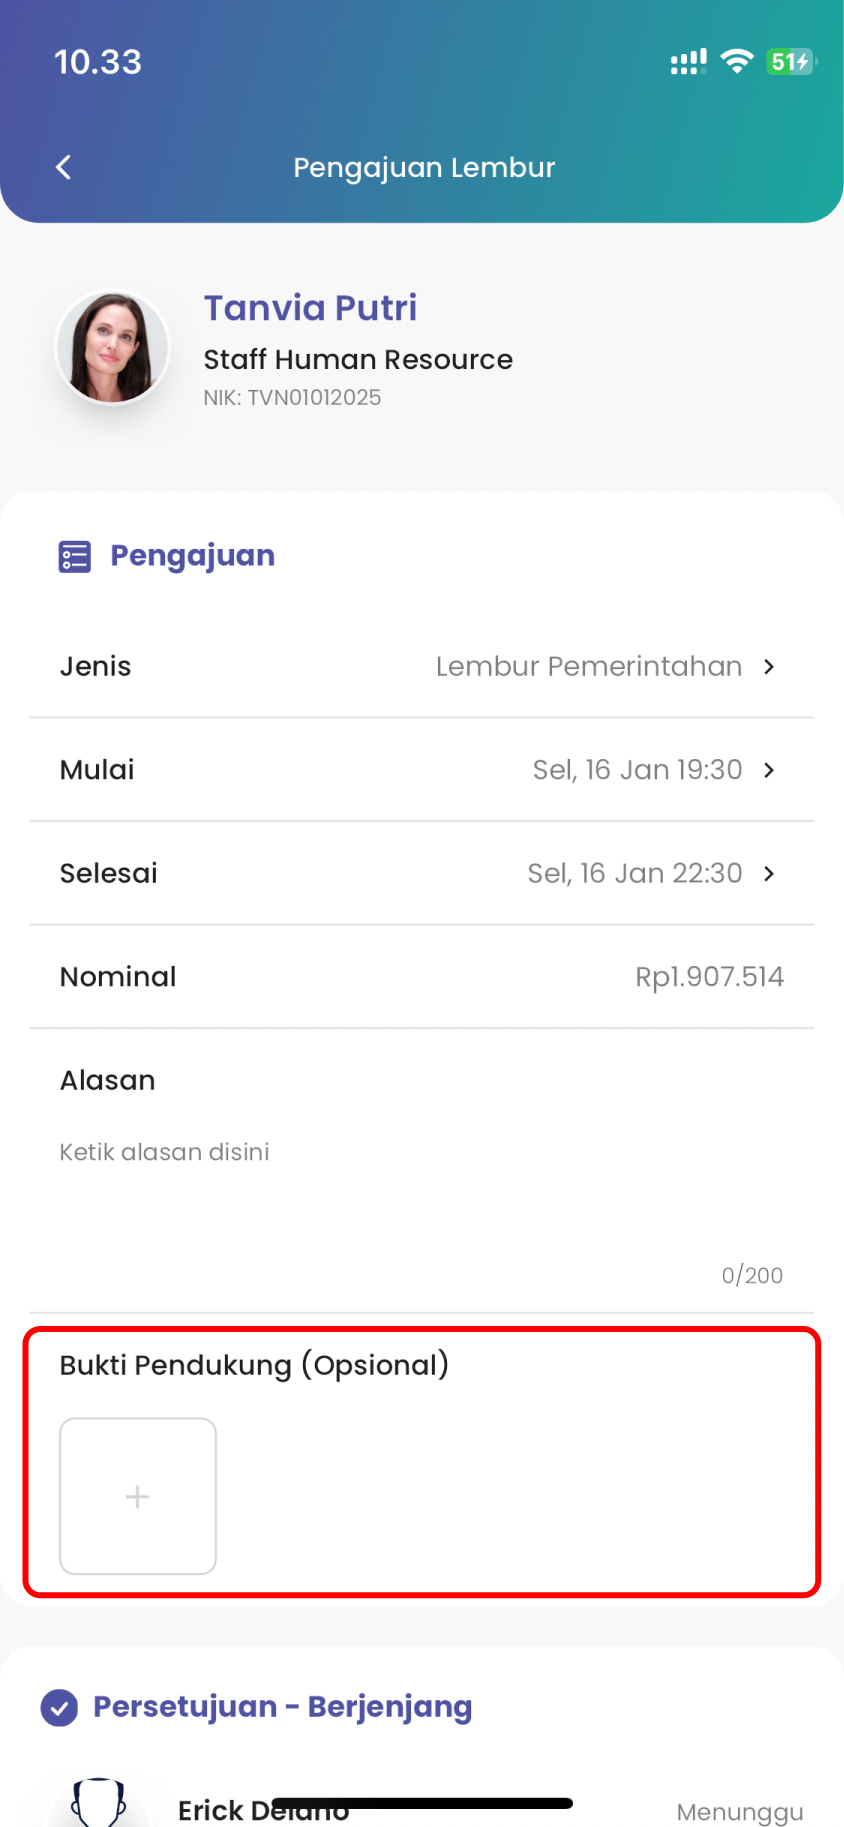 10.33
51
Pengajuan Lembur
Tanvia Putri
Staff Human Resource
NIK: TVN01012025
Pengajuan
Jenis Lembur Pemerintahan
Mulai Sel, 16 Jan 19:30
Selesai Sel, 16 Jan 22:30
Nominal Rp1.907.514
Alasan
Ketik alasan disini
0/200
Bukti Pendukung (Opsional)
Persetujuan - Berjenjang
Erick Delano Menunggu